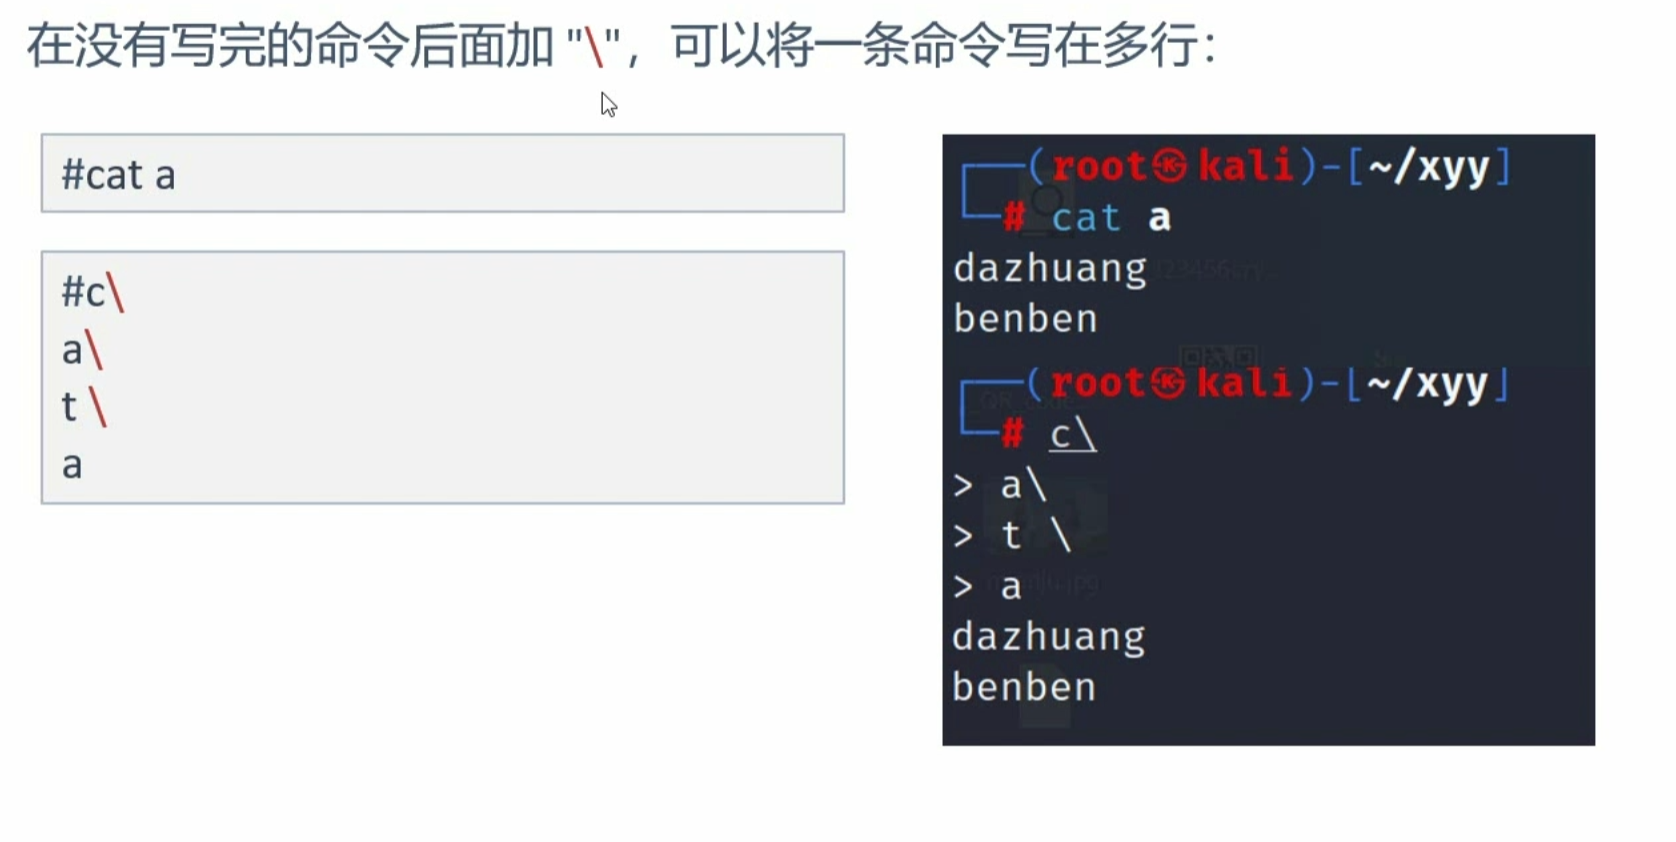 在没有写完的命令后面加 "\"，可以将一条命令写在多行：
#cat a
#c\
a\
t \
a
┌──(root㉿kali)-[~/xyy]
└─# cat a
dazhuang
benben
┌──(root㉿kali)-[~/xyy]
└─# c\
> a\
> t \
> a
dazhuang
benben